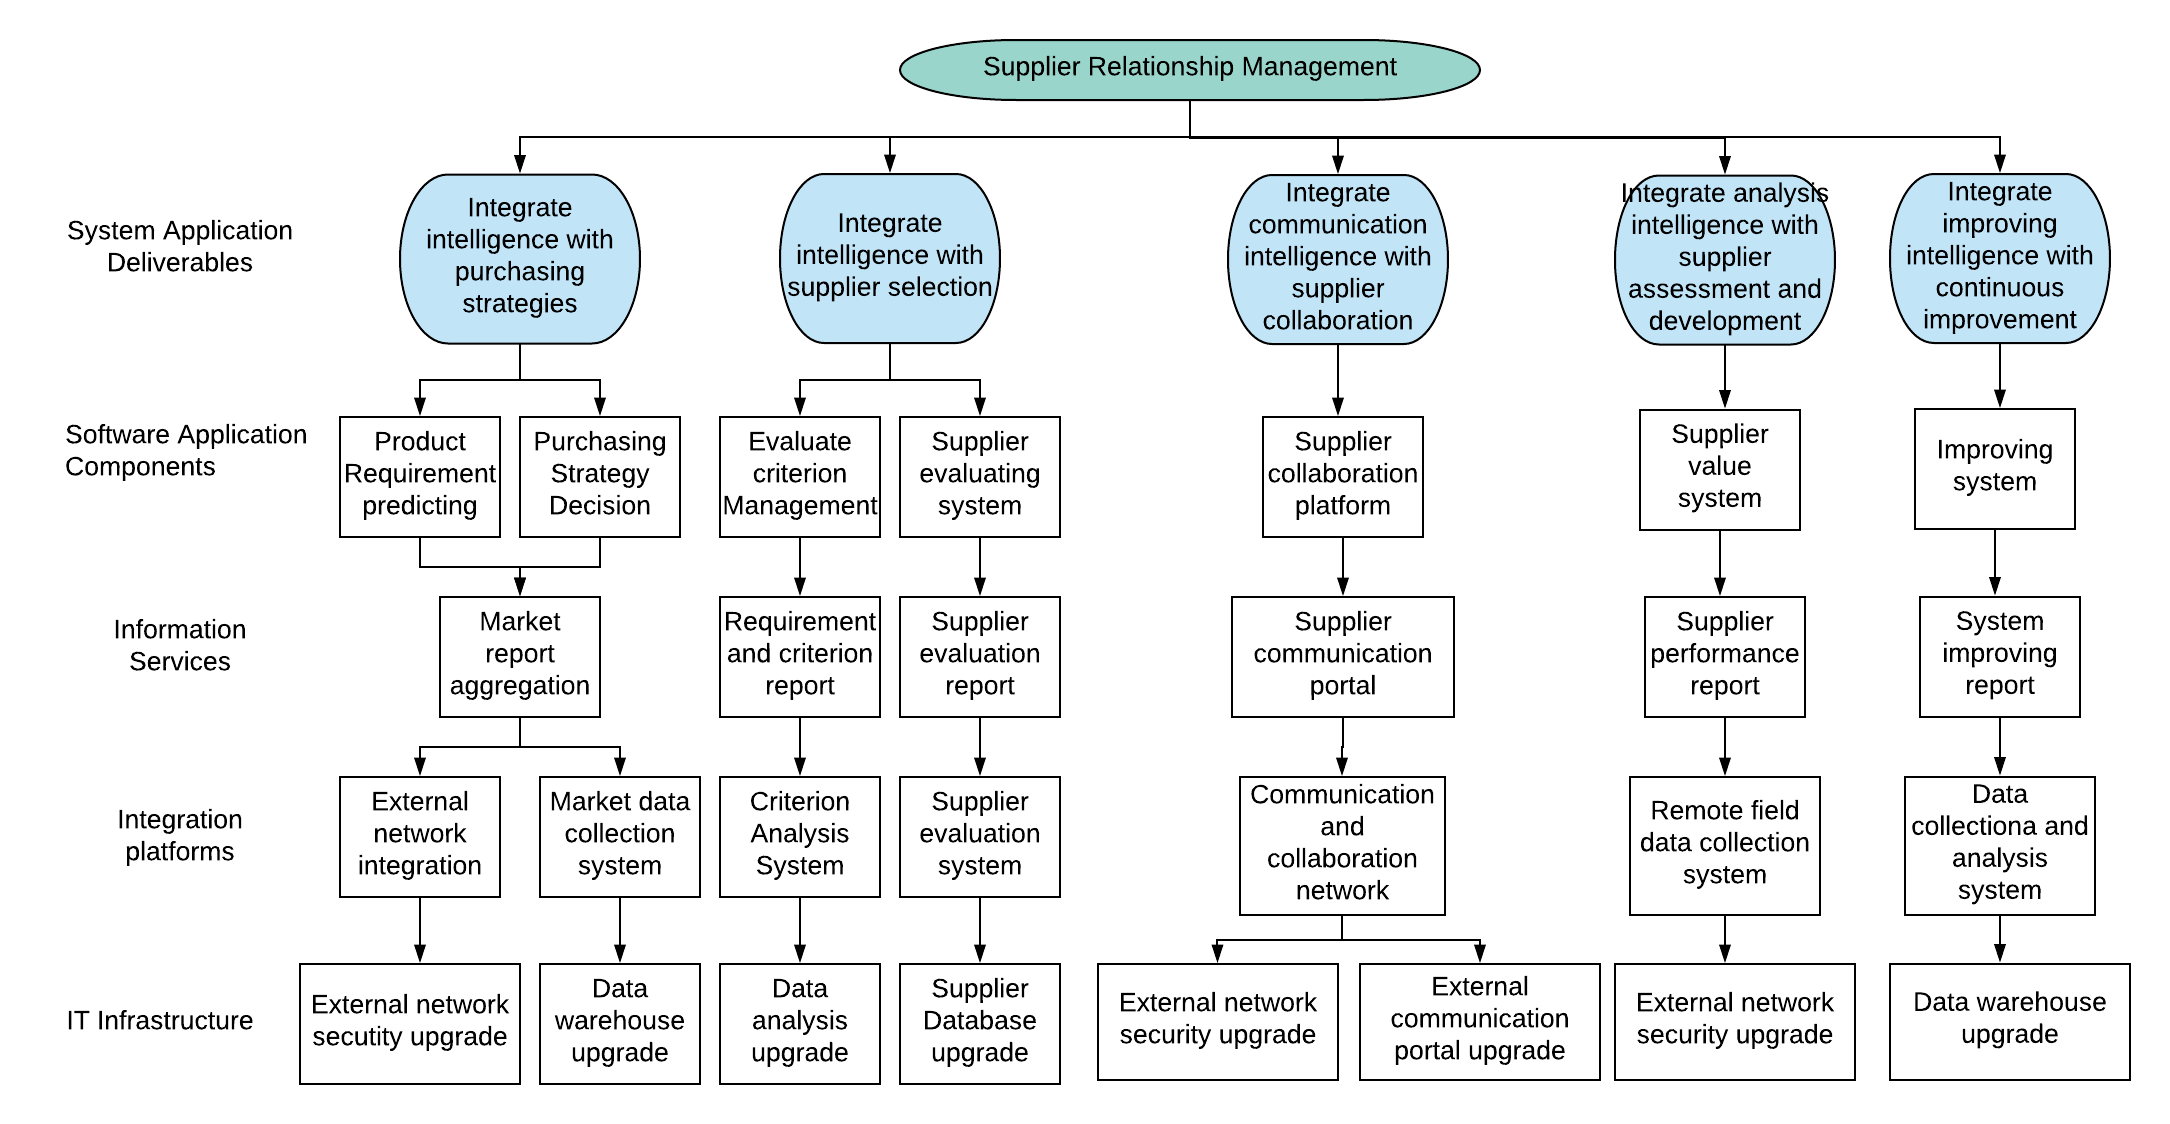 Supplier Relationship Management
System Application
Deliverables
Integrate
intelligence with
purchasing
strategies
Integrate
intelligence with
supplier selection
Integrate
communication
intelligence with
supplier
collaboration
Integrate analysis
intelligence with
supplier
assessment and
development
Integrate
improving
intelligence with
continuous
improvement
Software Application
Components
Product
Requirement
predicting
Purchasing
Strategy
Decision
Evaluate
criterion
Management
Supplier
evaluating
system
Supplier
collaboration
platform
Supplier
value
system
Improving
system
Information
Services
Market
report
aggregation
Requirement
and criterion
report
Supplier
evaluation
report
Supplier
communication
portal
Supplier
performance
report
System
improving
report
Integration
platforms
External
network
integration
Market data
collection
system
Criterion
Analysis
System
Supplier
evaluation
system
Communication
and
collaboration
network
Remote field
data collection
system
Data
collectiona and
analysis
system
IT Infrastructure
External network
secutity upgrade
Data
warehouse
upgrade
Data
analysis
upgrade
Supplier
Database
upgrade
External network
security upgrade
External
communication
portal upgrade
External network
security upgrade
Data warehouse
upgrade